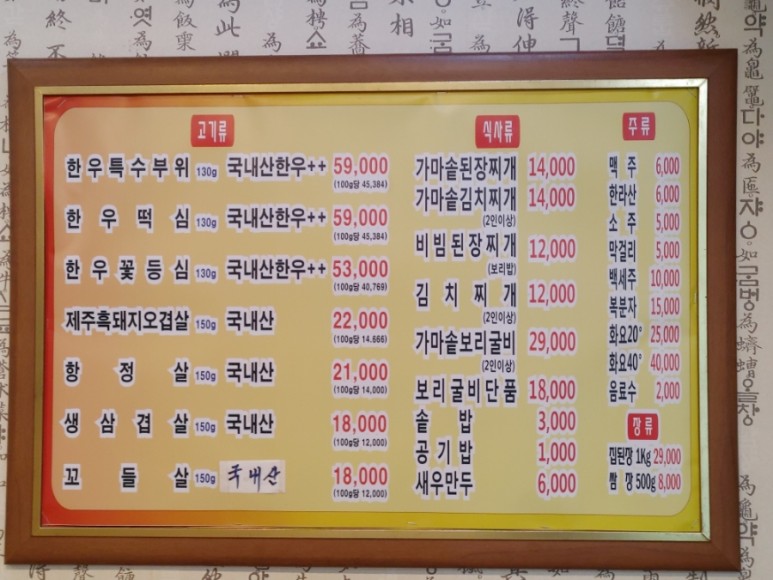 고기류
한우특수부위 130g 국내산한우++ 59,000
(100g당 45,384)
한우떡심 130g 국내산한우++ 59,000
(100g당 45,384)
한우꽃등심 130g 국내산한우++ 53,000
(100g당 40,769)
제주흑돼지오겹살 150g 국내산 22,000
(100g당 14,666)
항정살 150g 국내산 21,000
(100g당 14,000)
생삼겹살 150g 국내산 18,000
(100g당 12,000)
꼬들살 150g 국내산 18,000
(100g당 12,000)
식사류
가마솥된장찌개 14,000
가마솥김치찌개 14,000
(2인이상)
비빔된장찌개 12,000
(보리밥)
김치찌개 12,000
(2인이상)
가마솥보리굴비 29,000
(2인이상)
보리굴비단품 18,000
솥밥 3,000
공기밥 1,000
새우만두 6,000
주류
맥주 6,000
한라산 6,000
소주 5,000
막걸리 5,000
백세주 10,000
복분자 15,000
화요20° 25,000
화요40° 40,000
음료수 2,000
장류
집된장 1Kg 29,000
쌈장 500g 8,000